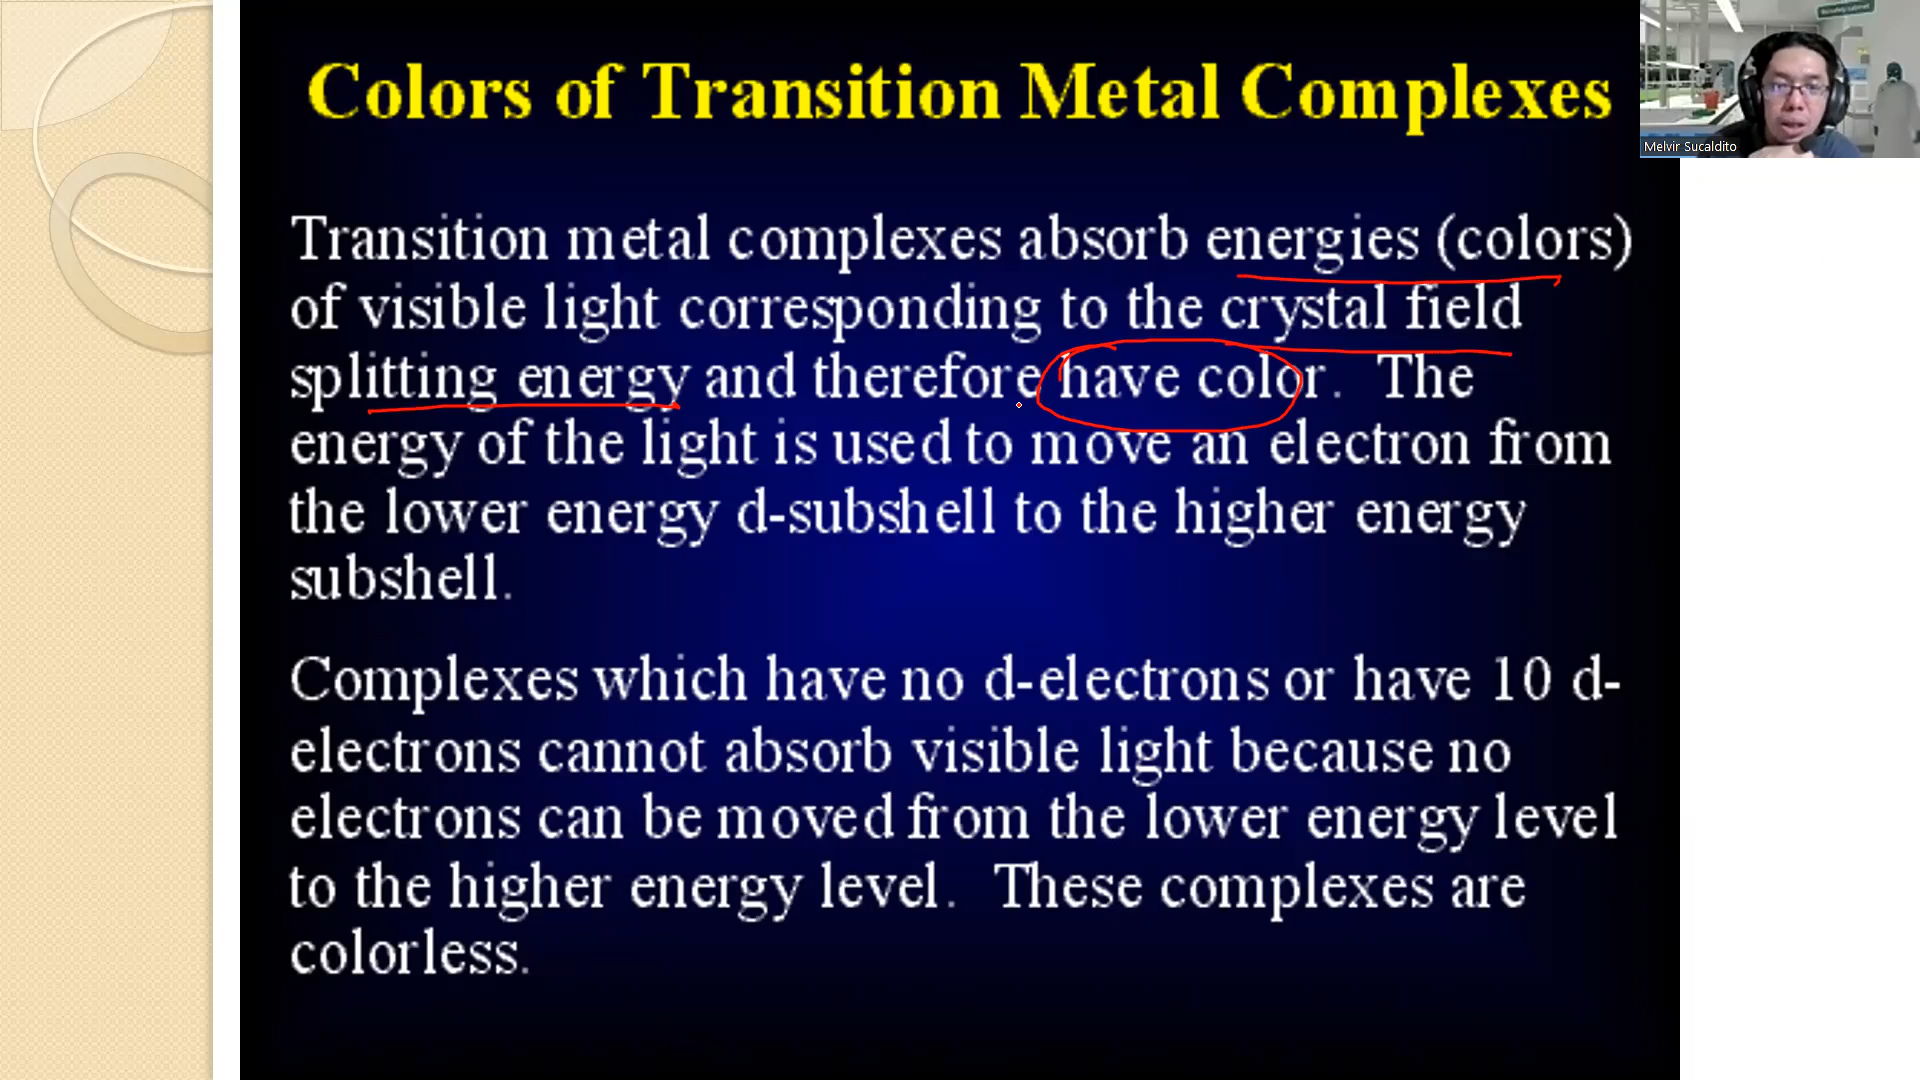 Colors of Transition Metal Complexes
Melvir Sucaldito
Transition metal complexes absorb energies (colors)
of visible light corresponding to the crystal field
splitting energy and therefore have color. The
energy of the light is used to move an electron from
the lower energy d-subshell to the higher energy
subshell.
Complexes which have no d-electrons or have 10 d-
electrons cannot absorb visible light because no
electrons can be moved from the lower energy level
to the higher energy level. These complexes are
colorless.